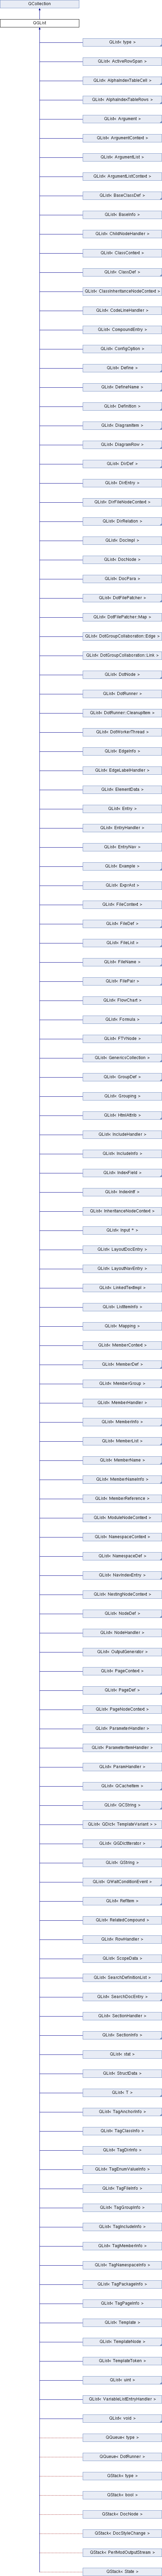 QCollection
QGList
QList< type >
QList< ActiveRowSpan >
QList< AlphaIndexTableCell >
QList< AlphaIndexTableRows >
QList< Argument >
QList< ArgumentContext >
QList< ArgumentList >
QList< ArgumentListContext >
QList< BaseClassDef >
QList< BaseInfo >
QList< ChildNodeHandler >
QList< ClassContext >
QList< ClassDef >
QList< ClassInheritanceNodeContext >
QList< CodeLineHandler >
QList< CompoundEntry >
QList< ConfigOption >
QList< Define >
QList< DefineName >
QList< Definition >
QList< DiagramItem >
QList< DiagramRow >
QList< DirDef >
QList< DirEntry >
QList< DirFileNodeContext >
QList< DirRelation >
QList< DocImpl >
QList< DocNode >
QList< DocPara >
QList< DotFilePatcher >
QList< DotFilePatcher::Map >
QList< DotGroupCollaboration::Edge >
QList< DotGroupCollaboration::Link >
QList< DotNode >
QList< DotRunner >
QList< DotRunner::CleanupItem >
QList< DotWorkerThread >
QList< EdgeInfo >
QList< EdgeLabelHandler >
QList< ElementData >
QList< Entry >
QList< EntryHandler >
QList< EntryNav >
QList< Example >
QList< ExprAst >
QList< FileContext >
QList< FileDef >
QList< FileList >
QList< FileName >
QList< FilePair >
QList< FlowChart >
QList< Formula >
QList< FTVNode >
QList< GenericsCollection >
QList< GroupDef >
QList< Grouping >
QList< HtmlAttrib >
QList< IncludeHandler >
QList< IncludeInfo >
QList< IndexField >
QList< IndexIntf >
QList< InheritanceNodeContext >
QList< Input * >
QList< LayoutDocEntry >
QList< LayoutNavEntry >
QList< LinkedTextImpl >
QList< ListItemInfo >
QList< Mapping >
QList< MemberContext >
QList< MemberDef >
QList< MemberGroup >
QList< MemberHandler >
QList< MemberInfo >
QList< MemberList >
QList< MemberName >
QList< MemberNameInfo >
QList< MemberReference >
QList< ModuleNodeContext >
QList< NamespaceContext >
QList< NamespaceDef >
QList< NavIndexEntry >
QList< NestingNodeContext >
QList< NodeDef >
QList< NodeHandler >
QList< OutputGenerator >
QList< PageContext >
QList< PageDef >
QList< PageNodeContext >
QList< ParameterHandler >
QList< ParameterItemHandler >
QList< ParamHandler >
QList< QCacheItem >
QList< QCString >
QList< QDict< TemplateVariant > >
QList< QGDictIterator >
QList< QString >
QList< QWaitConditionEvent >
QList< RefItem >
QList< RelatedCompound >
QList< RowHandler >
QList< ScopeData >
QList< SearchDefinitionList >
QList< SearchDocEntry >
QList< SectionHandler >
QList< SectionInfo >
QList< stat >
QList< StructData >
QList< T >
QList< TagAnchorInfo >
QList< TagClassInfo >
QList< TagDirInfo >
QList< TagEnumValueInfo >
QList< TagFileInfo >
QList< TagGroupInfo >
QList< TagIncludeInfo >
QList< TagMemberInfo >
QList< TagNamespaceInfo >
QList< TagPackageInfo >
QList< TagPageInfo >
QList< Template >
QList< TemplateNode >
QList< TemplateToken >
QList< uint >
QList< VariableListEntryHandler >
QList< void >
QQueue< type >
QQueue< DotRunner >
QStack< type >
QStack< bool >
QStack< DocNode >
QStack< DocStyleChange >
QStack< PerlModOutputStream >
QStack< State >